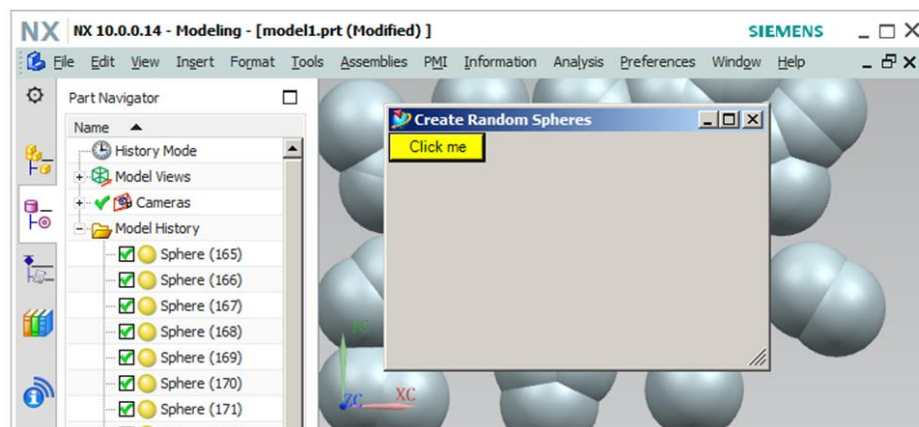 NX NX 10.0.0.14 - Modeling - [model1.prt (Modified) ] SIEMENS
File Edit View Insert Format Tools Assemblies PMI Information Analysis Preferences Window Help
Part Navigator
Name
History Mode
Model Views
Cameras
Model History
Sphere (165)
Sphere (166)
Sphere (167)
Sphere (168)
Sphere (169)
Sphere (170)
Sphere (171)
Create Random Spheres
Click me
YC
ZC XC